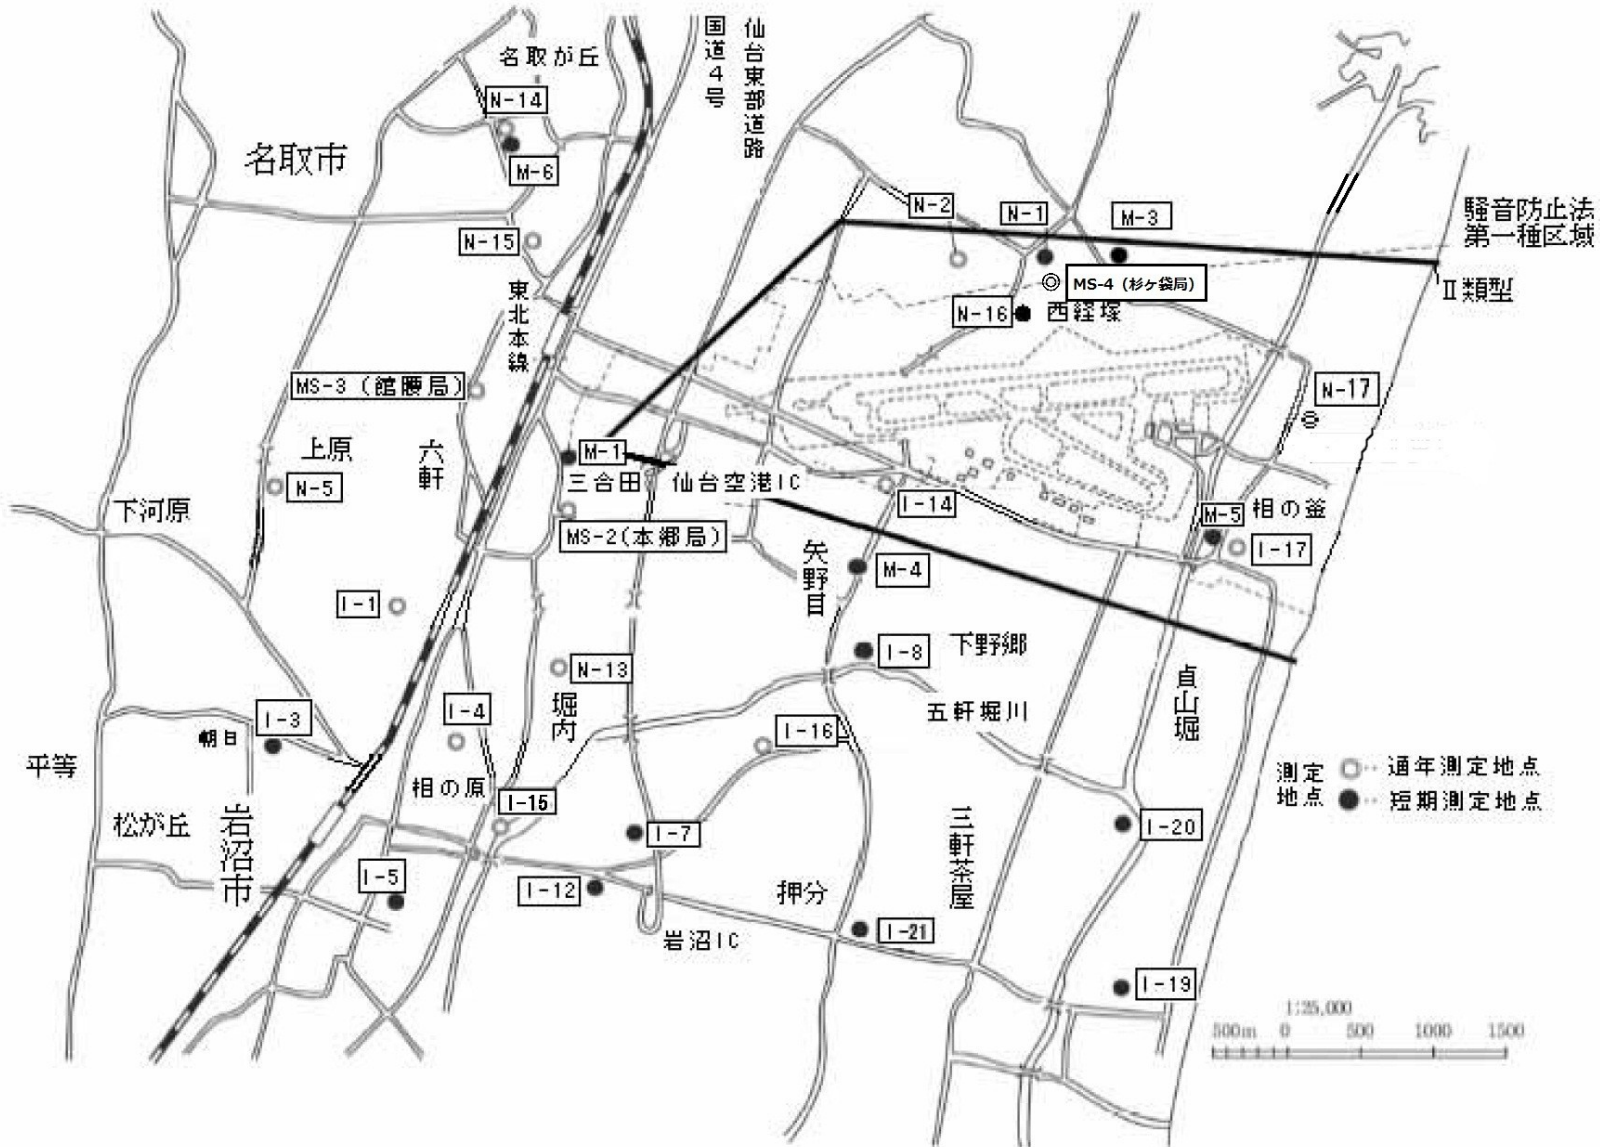 名取が丘
国道4号
仙台東部道路
N-14
名取市
M-6
N-2
N-1
M-3
騒音防止法
第一種区域
N-15
MS-4（杉ヶ袋局）
Ⅱ類型
東北本線
N-16
西経塚
MS-3（館腰局）
N-17
上原
六軒
M-1
三合田
仙台空港IC
N-5
I-14
下河原
M-5
相の釜
MS-2(本郷局)
I-17
矢野目
M-4
I-1
I-8
下野郷
N-13
貞山堀
I-3
I-4
堀内
五軒堀川
朝日
I-16
平等
測定
地点
通年測定地点
短期測定地点
相の原
I-15
松が丘
岩沼市
I-7
三軒茶屋
I-20
I-5
I-12
押分
I-21
岩沼IC
I-19
1:25,000
500m 0 500 1000 1500